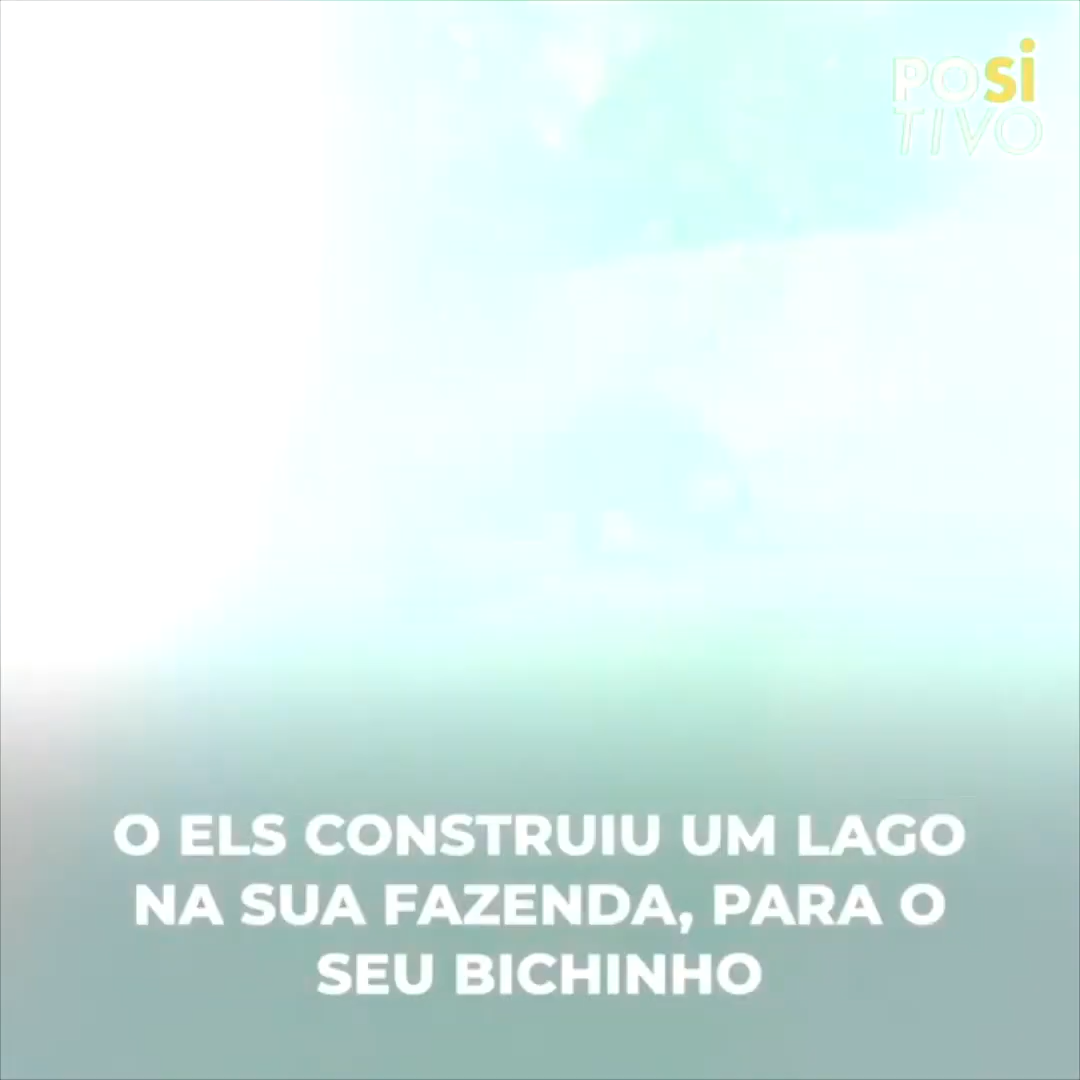 POSi
TIVO
O ELS CONSTRUIU UM LAGO
NA SUA FAZENDA, PARA O
SEU BICHINHO